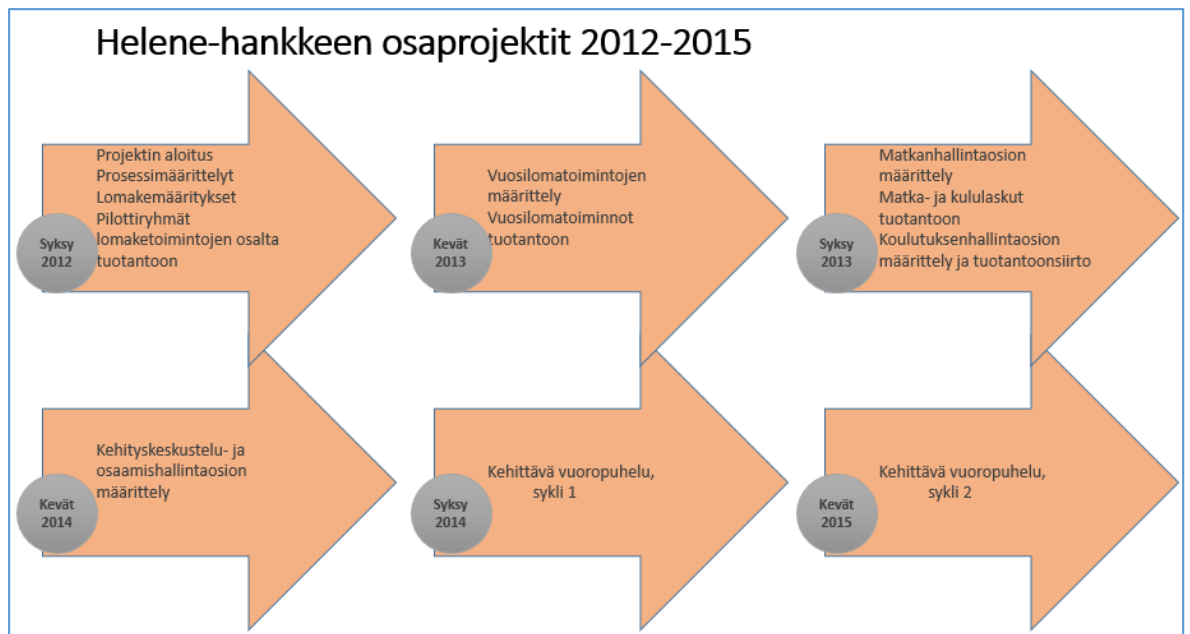 Helene-hankkeen osaprojektit 2012-2015
Syksy
2012
Projektin aloitus
Prosessimäärittelyt
Lomakemääritykset
Pilottiryhmät
lomaketoimintojen osalta
tuotantoon
Kevät
2013
Vuosilomatoimintojen
määrittely
Vuosilomatoiminnot
tuotantoon
Syksy
2013
Matkanhallintaosion
määrittely
Matka- ja kululaskut
tuotantoon
Koulutuksenhallintaosion
määrittely ja tuotantoonsiirto
Kevät
2014
Kehityskeskustelu- ja
osaamishallintaosion
määrittely
Syksy
2014
Kehittävä vuoropuhelu,
sykli 1
Kevät
2015
Kehittävä vuoropuhelu,
sykli 2